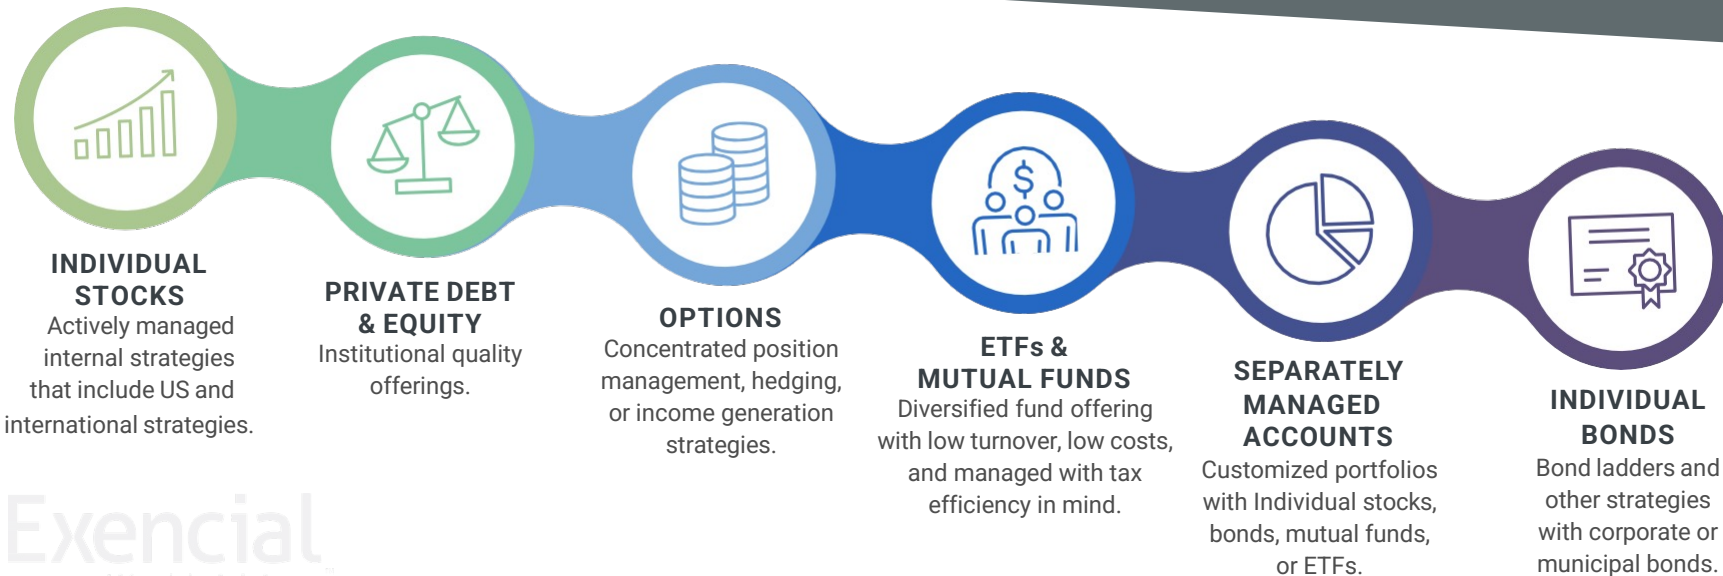 INDIVIDUAL
STOCKS
Actively managed
internal strategies
that include US and
international strategies.
PRIVATE DEBT
& EQUITY
Institutional quality
offerings.
OPTIONS
Concentrated position
management, hedging,
or income generation
strategies.
$
ETFs &
MUTUAL FUNDS
Diversified fund offering
with low turnover, low costs,
and managed with tax
efficiency in mind.
SEPARATELY
MANAGED
ACCOUNTS
Customized portfolios
with Individual stocks,
bonds, mutual funds,
or ETFs.
INDIVIDUAL
BONDS
Bond ladders and
other strategies
with corporate or
municipal bonds.
Exencial